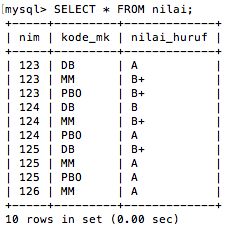 mysql> SELECT * FROM nilai;
+-----+---------+-------------+
| nim | kode_mk | nilai_huruf |
+-----+---------+-------------+
| 123 | DB      | A           |
| 123 | MM      | B+          |
| 123 | PBO     | B+          |
| 124 | DB      | B           |
| 124 | MM      | B+          |
| 124 | PBO     | A           |
| 125 | DB      | B+          |
| 125 | MM      | A           |
| 125 | PBO     | A           |
| 126 | MM      | A           |
+-----+---------+-------------+
10 rows in set (0.00 sec)